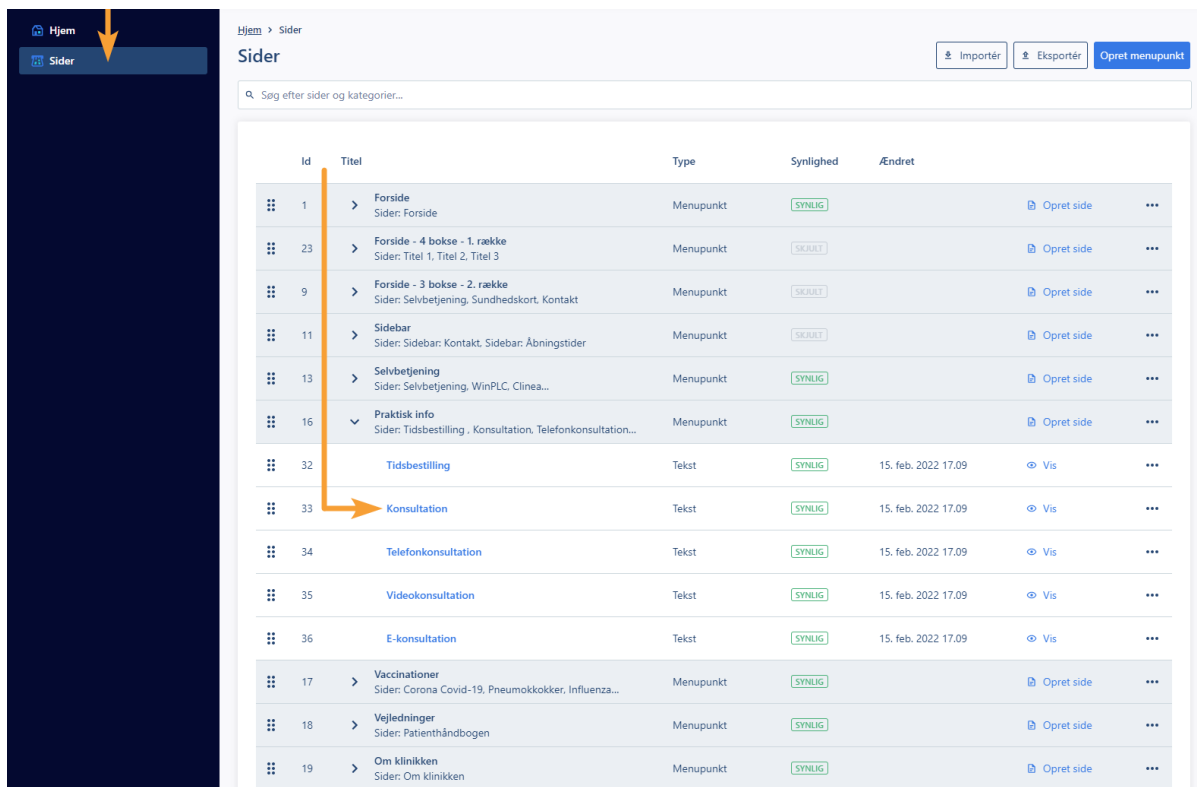 Hjem
Sider
Hjem > Sider
Sider
Importér
Eksportér
Opret menupunkt
Søg efter sider og kategorier...
Id Titel Type Synlighed Ændret
1 Forside Menupunkt SYNLIG Opret side
Sider: Forside
23 Forside - 4 bokse - 1. række Menupunkt SKJULT Opret side
Sider: Titel 1, Titel 2, Titel 3
9 Forside - 3 bokse - 2. række Menupunkt SKJULT Opret side
Sider: Selvbetjening, Sundhedskort, Kontakt
11 Sidebar Menupunkt SKJULT Opret side
Sider: Sidebar: Kontakt, Sidebar: Åbningstider
13 Selvbetjening Menupunkt SYNLIG Opret side
Sider: Selvbetjening, WinPLC, Clinea...
16 Praktisk info Menupunkt SYNLIG Opret side
Sider: Tidsbestilling , Konsultation, Telefonkonsultation...
32 Tidsbestilling Tekst SYNLIG 15. feb. 2022 17.09 Vis
33 Konsultation Tekst SYNLIG 15. feb. 2022 17.09 Vis
34 Telefonkonsultation Tekst SYNLIG 15. feb. 2022 17.09 Vis
35 Videokonsultation Tekst SYNLIG 15. feb. 2022 17.09 Vis
36 E-konsultation Tekst SYNLIG 15. feb. 2022 17.09 Vis
17 Vaccinationer Menupunkt SYNLIG Opret side
Sider: Corona Covid-19, Pneumokkokker, Influenza...
18 Vejledninger Menupunkt SYNLIG Opret side
Sider: Patienthåndbogen
19 Om klinikken Menupunkt SYNLIG Opret side
Sider: Om klinikken